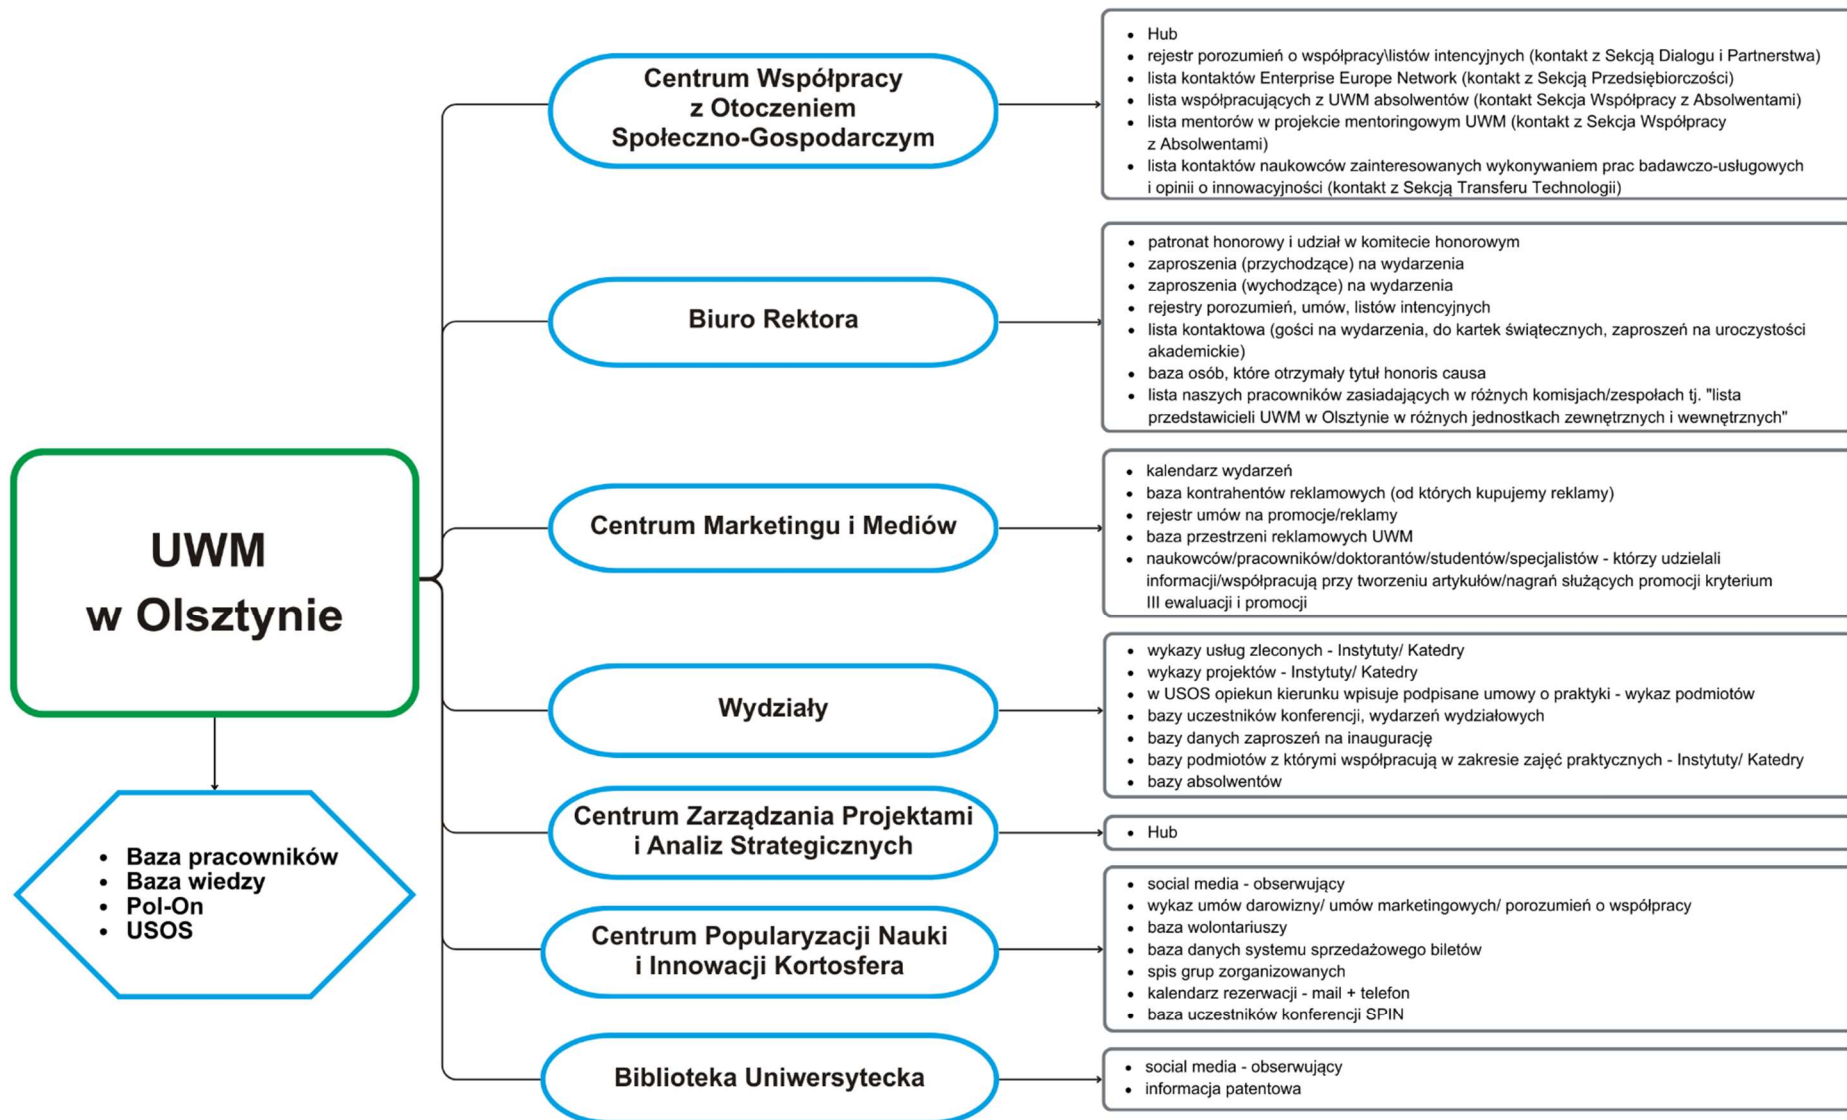 UWM
w Olsztynie
• Baza pracowników
• Baza wiedzy
• Pol-On
• USOS
Centrum Współpracy
z Otoczeniem
Społeczno-Gospodarczym
• Hub
• rejestr porozumień o współpracy\listów intencyjnych (kontakt z Sekcją Dialogu i Partnerstwa)
• lista kontaktów Enterprise Europe Network (kontakt z Sekcją Przedsiębiorczości)
• lista współpracujących z UWM absolwentów (kontakt Sekcja Współpracy z Absolwentami)
• lista mentorów w projekcie mentoringowym UWM (kontakt z Sekcja Współpracy
z Absolwentami)
• lista kontaktów naukowców zainteresowanych wykonywaniem prac badawczo-usługowych
i opinii o innowacyjności (kontakt z Sekcją Transferu Technologii)
Biuro Rektora
• patronat honorowy i udział w komitecie honorowym
• zaproszenia (przychodzące) na wydarzenia
• zaproszenia (wychodzące) na wydarzenia
• rejestry porozumień, umów, listów intencyjnych
• lista kontaktowa (gości na wydarzenia, do kartek świątecznych, zaproszeń na uroczystości
akademickie)
• baza osób, które otrzymały tytuł honoris causa
• lista naszych pracowników zasiadających w różnych komisjach/zespołach tj. "lista
przedstawicieli UWM w Olsztynie w różnych jednostkach zewnętrznych i wewnętrznych"
Centrum Marketingu i Mediów
• kalendarz wydarzeń
• baza kontrahentów reklamowych (od których kupujemy reklamy)
• rejestr umów na promocje/reklamy
• baza przestrzeni reklamowych UWM
• naukowców/pracowników/doktorantów/studentów/specjalistów - którzy udzielali
informacji/współpracują przy tworzeniu artykułów/nagrań służących promocji kryterium
III ewaluacji i promocji
Wydziały
• wykazy usług zleconych - Instytuty/ Katedry
• wykazy projektów - Instytuty/ Katedry
• w USOS opiekun kierunku wpisuje podpisane umowy o praktyki - wykaz podmiotów
• bazy uczestników konferencji, wydarzeń wydziałowych
• bazy danych zaproszeń na inaugurację
• bazy podmiotów z którymi współpracują w zakresie zajęć praktycznych - Instytuty/ Katedry
• bazy absolwentów
Centrum Zarządzania Projektami
i Analiz Strategicznych
• Hub
Centrum Popularyzacji Nauki
i Innowacji Kortosfera
• social media - obserwujący
• wykaz umów darowizny/ umów marketingowych/ porozumień o współpracy
• baza wolontariuszy
• baza danych systemu sprzedażowego biletów
• spis grup zorganizowanych
• kalendarz rezerwacji - mail + telefon
• baza uczestników konferencji SPIN
Biblioteka Uniwersytecka
• social media - obserwujący
• informacja patentowa